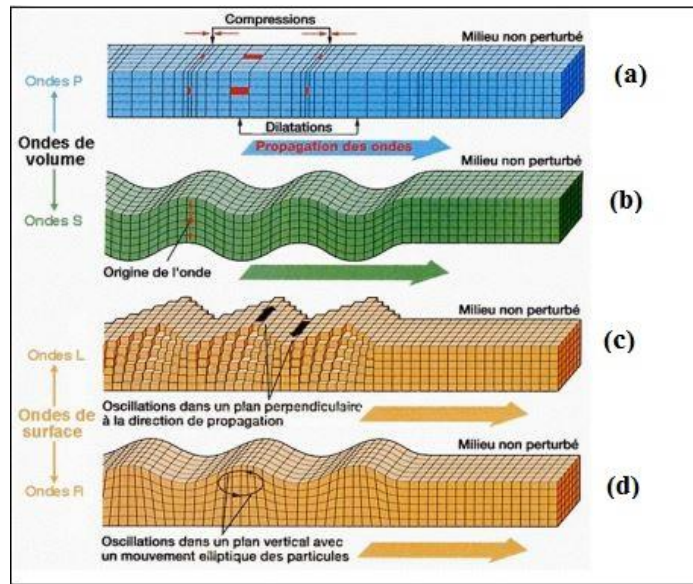 Compressions
Milieu non perturbé
(a)
Ondes P
Dilatations
Ondes de
volume
Propagation des ondes
Milieu non perturbé
(b)
Ondes S
Origine de l'onde
Milieu non perturbé
(c)
Ondes L
Oscillations dans un plan perpendiculaire
à la direction de propagation
Ondes de
surface
Milieu non perturbé
(d)
Ondes R
Oscillations dans un plan vertical avec
un mouvement elliptique des particules